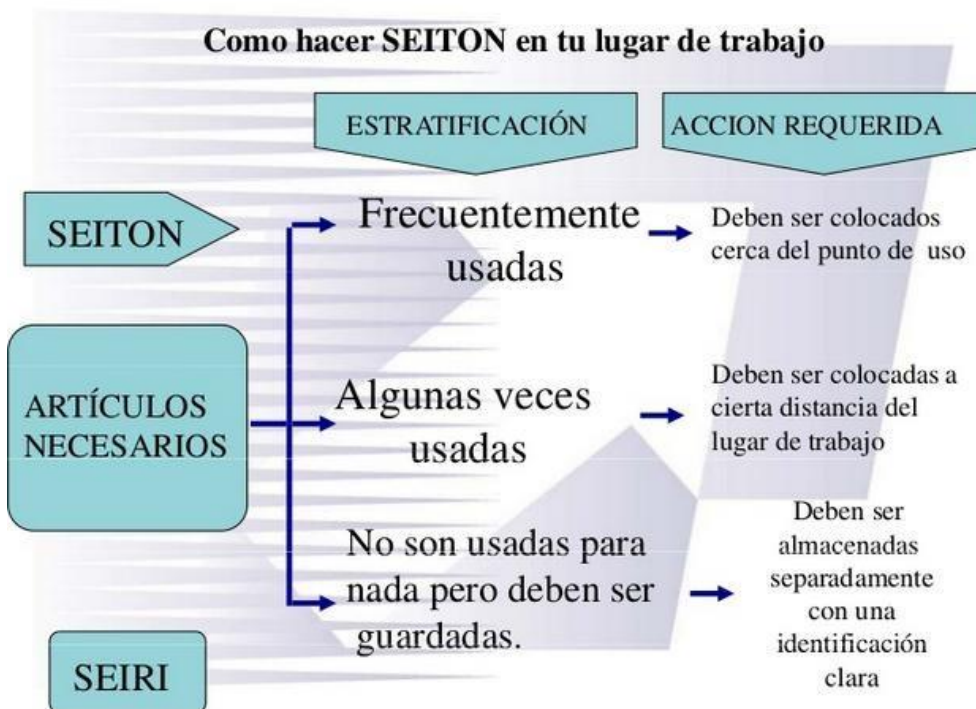 Como hacer SEITON en tu lugar de trabajo
ESTRATIFICACIÓN
ACCION REQUERIDA
SEITON
Frecuentemente
usadas
Deben ser colocados
cerca del punto de uso
ARTÍCULOS
NECESARIOS
Algunas veces
usadas
Deben ser colocadas a
cierta distancia del
lugar de trabajo
No son usadas para
nada pero deben ser
guardadas.
Deben ser
almacenadas
separadamente
con una
identificación
clara
SEIRI